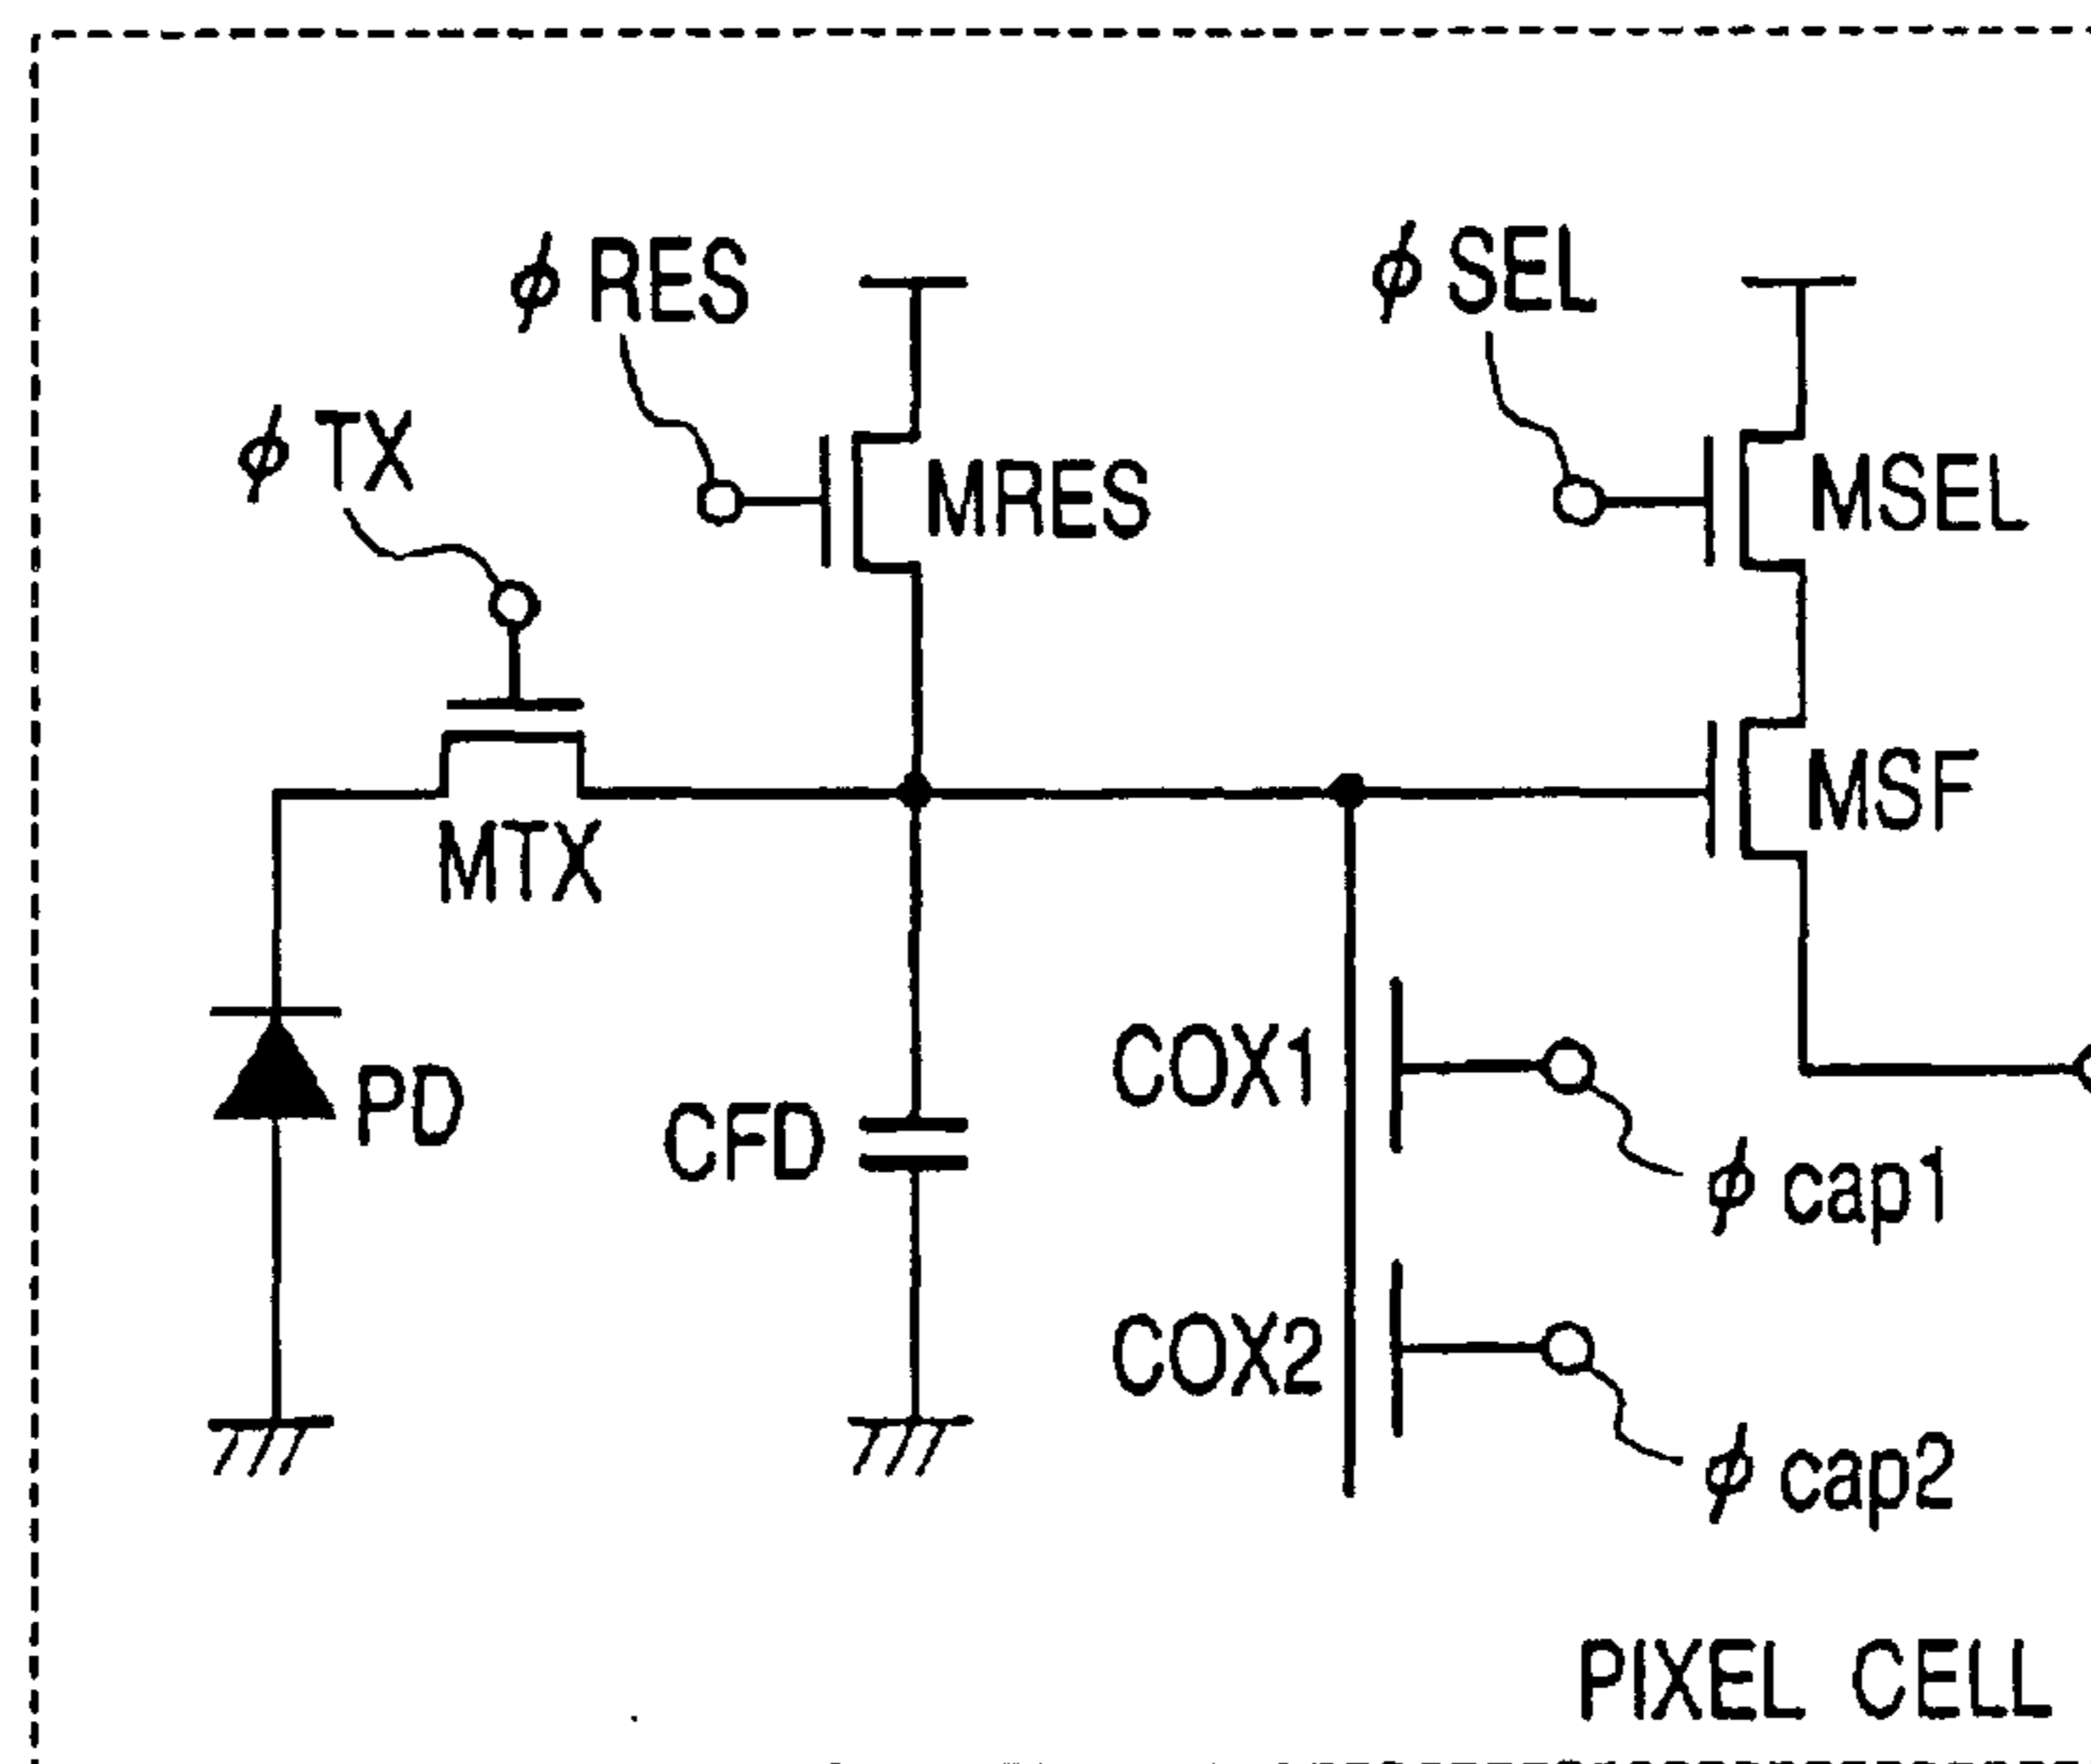 ϕ RES
ϕ SEL
ϕ TX
MRES
MSEL
MSF
MTX
COX1
PD
CFD
ϕ cap1
COX2
ϕ cap2
PIXEL CELL